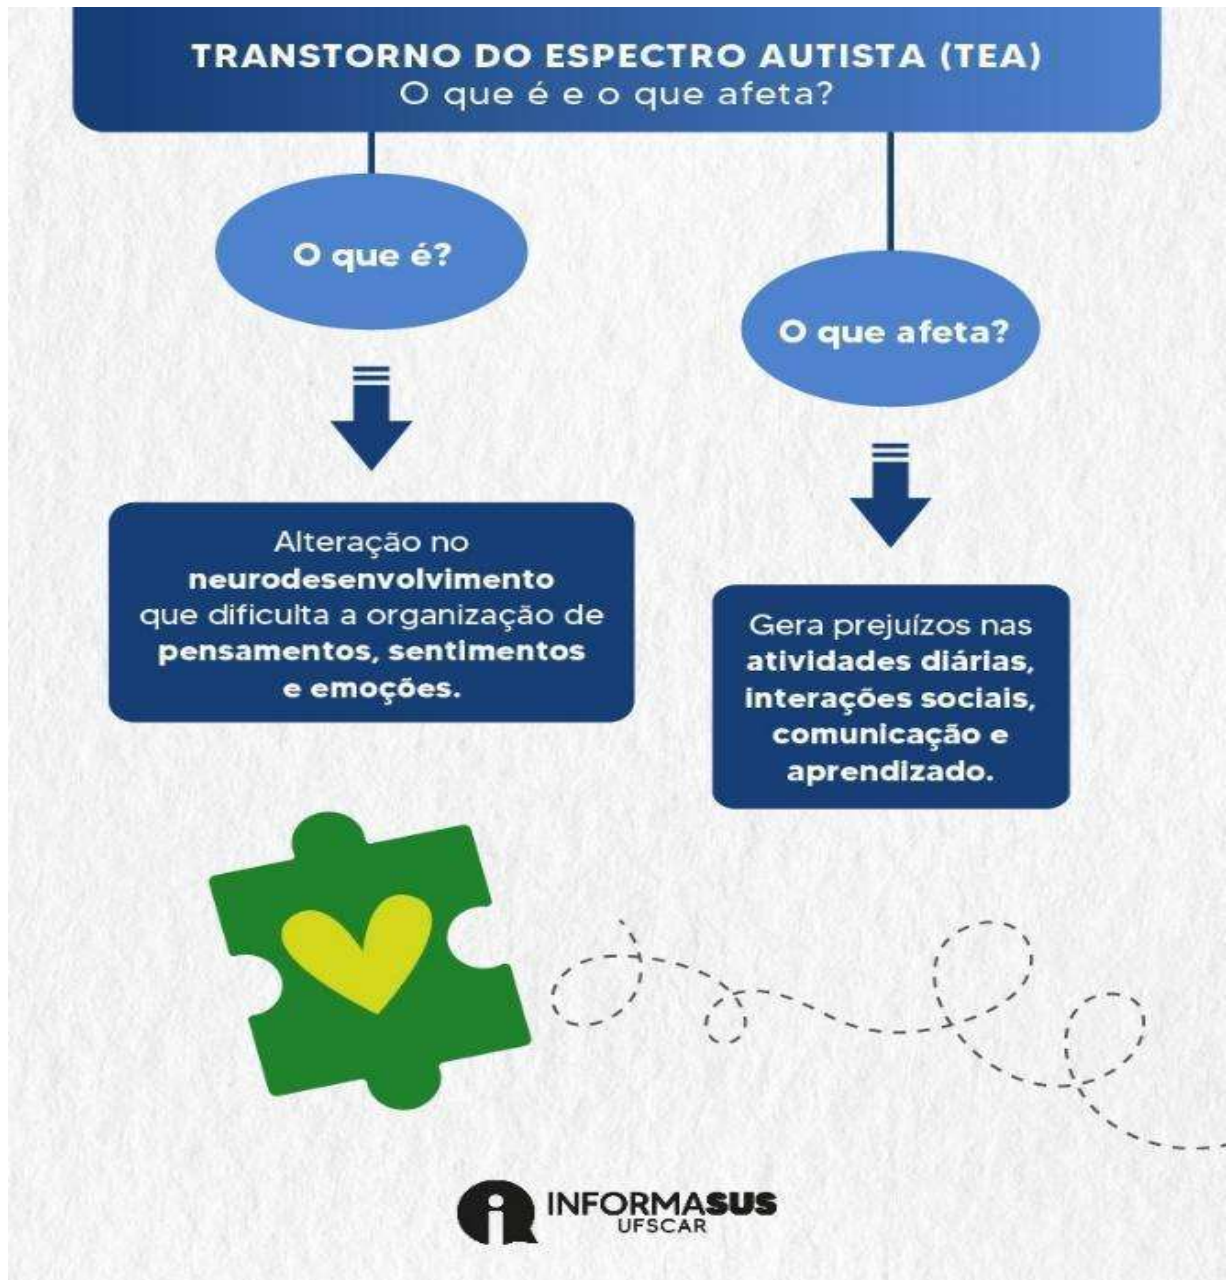 TRANSTORNO DO ESPECTRO AUTISTA (TEA)
O que é e o que afeta?
O que é?
Alteração no
neurodesenvolvimento
que dificulta a organização de
pensamentos, sentimentos
e emoções.
O que afeta?
Gera prejuízos nas
atividades diárias,
interações sociais,
comunicação e
aprendizado.
INFORMASUS
UFSCAR